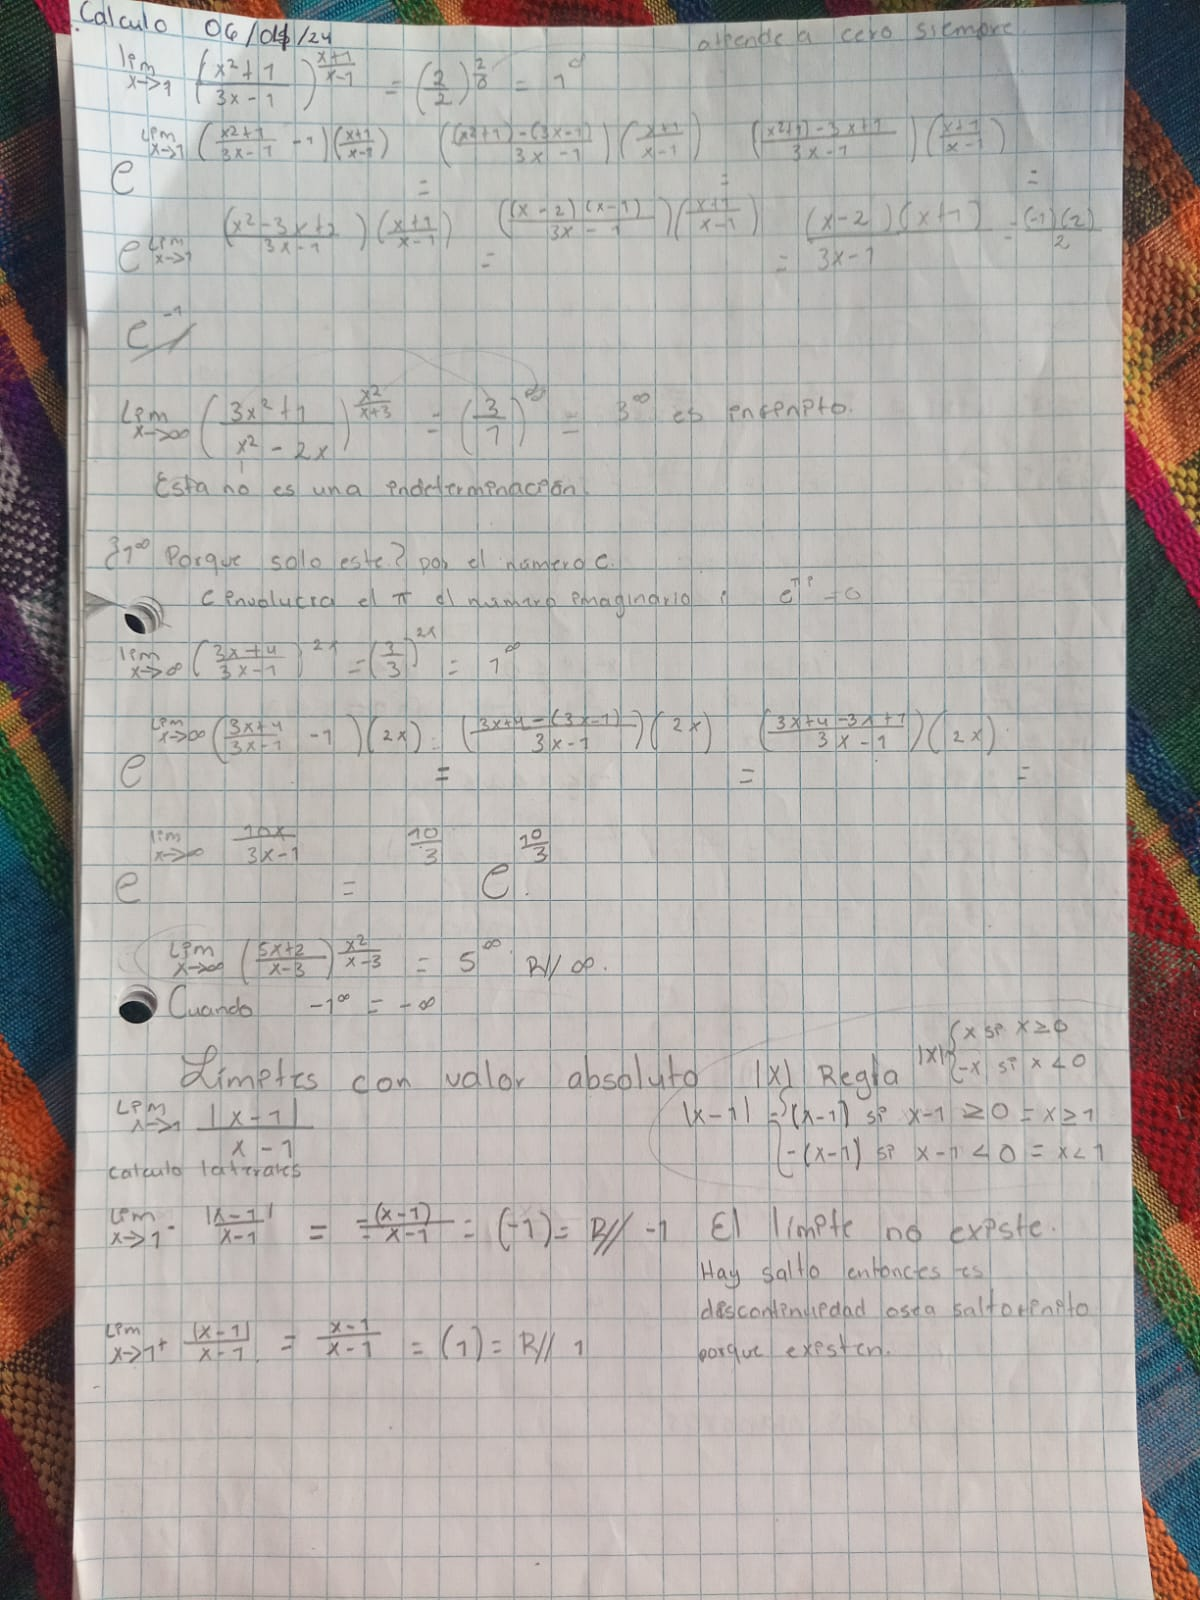 Calculo 06/05/24
atiende a cero siempre
lim x→1 (x²+1 / 3x-1)^(x+1 / x-1) = (2/2)^(2/0) = 1^∞
e^ lim x→1 (x²+1 / 3x-1 - 1)(x+1 / x-1) = ((x²+1)-(3x-1) / 3x-1)(x+1 / x-1) = ((x²+1)-3x+1 / 3x-1)(x+1 / x-1) =
e^ lim x→1 (x²-3x+2 / 3x-1)(x+1 / x-1) = ((x-2)(x-1) / 3x-1)(x+1 / x-1) = (x-2)(x+1) / 3x-1 = (-1)(2) / 2
e^-1 //
Lim x→∞ (3x²+1 / x²-2x)^(x² / x+3) = (3/1)^∞ = 3^∞ es infinito.
Esta no es una indeterminación.
1^∞ Porque solo este? por el número e.
e involucra el π el numero imaginario i e^πi = 0
lim x→∞ (3x+4 / 3x-1)^2x = (3/3)^2x = 1^∞
e^ lim x→∞ (3x+4 / 3x-1 - 1)(2x) = (3x+4-(3x-1) / 3x-1)(2x) = (3x+4-3x+1 / 3x-1)(2x) =
e^ lim x→∞ 10x / 3x-1 = 10/3 e^10/3.
Lim x→∞ (5x+2 / x-3)^(x² / x-3) = 5^∞ R// ∞.
Cuando -1^∞ = -∞
Límites con valor absoluto |x| Regla |x| { x si x ≥ 0
-x si x < 0
Lim x→1 |x-1| / x-1
|x-1| = { (x-1) si x-1 ≥ 0 = x ≥ 1
-(x-1) si x-1 < 0 = x < 1
calculo laterales
Lim x→1⁻ |x-1| / x-1 = -(x-1) / x-1 = (-1) = R// -1 El límite no existe.
Hay salto entonces es
discontinuedad osea salto finito
Lim x→1⁺ |x-1| / x-1 = x-1 / x-1 = (1) = R// 1
porque existen.